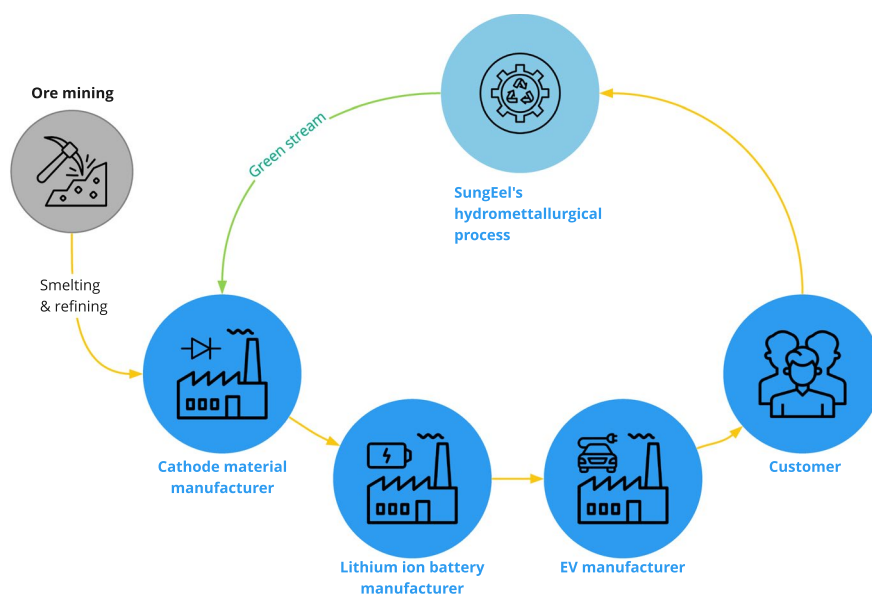 Ore mining
Green stream
SungEel's
hydromettallurgical
process
Smelting
& refining
Cathode material
manufacturer
Customer
Lithium ion battery
manufacturer
EV manufacturer